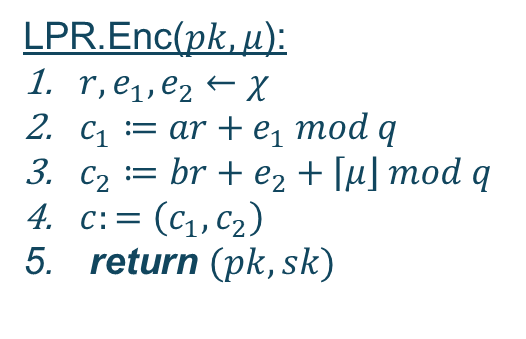 LPR.Enc(pk, μ):
1. r, e₁, e₂ ← χ
2. c₁ := ar + e₁ mod q
3. c₂ := br + e₂ + ⌈μ⌋ mod q
4. c: = (c₁, c₂)
5. return (pk, sk)